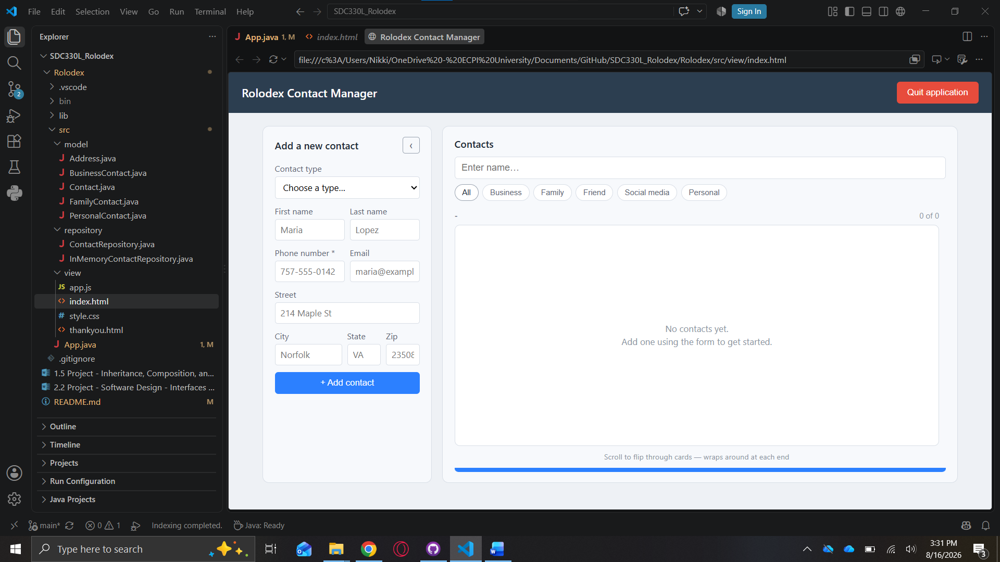 File Edit Selection View Go Run Terminal Help
SDC330L_Rolodex
Sign In
Explorer
SDC330L_Rolodex
Rolodex
.vscode
bin
lib
src
model
Address.java
BusinessContact.java
Contact.java
FamilyContact.java
PersonalContact.java
repository
ContactRepository.java
InMemoryContactRepository.java
view
JS app.js
index.html
# style.css
thankyou.html
App.java 1, M
.gitignore
1.5 Project - Inheritance, Composition, an...
2.2 Project - Software Design - Interfaces ...
README.md M
Outline
Timeline
Projects
Run Configuration
Java Projects
2
App.java 1, M index.html Rolodex Contact Manager
file:///c%3A/Users/Nikki/OneDrive%20-%20ECPI%20University/Documents/GitHub/SDC330L_Rolodex/Rolodex/src/view/index.html
Rolodex Contact Manager
Quit application
Add a new contact
Contact type
Choose a type...
First name Last name
Maria Lopez
Phone number * Email
757-555-0142 maria@exampl
Street
214 Maple St
City State Zip
Norfolk VA 23508
+ Add contact
Contacts
Enter name…
All Business Family Friend Social media Personal
- 0 of 0
No contacts yet.
Add one using the form to get started.
Scroll to flip through cards — wraps around at each end
main* 0 1 Indexing completed. Java: Ready
Type here to search
3:31 PM
8/16/2026
3